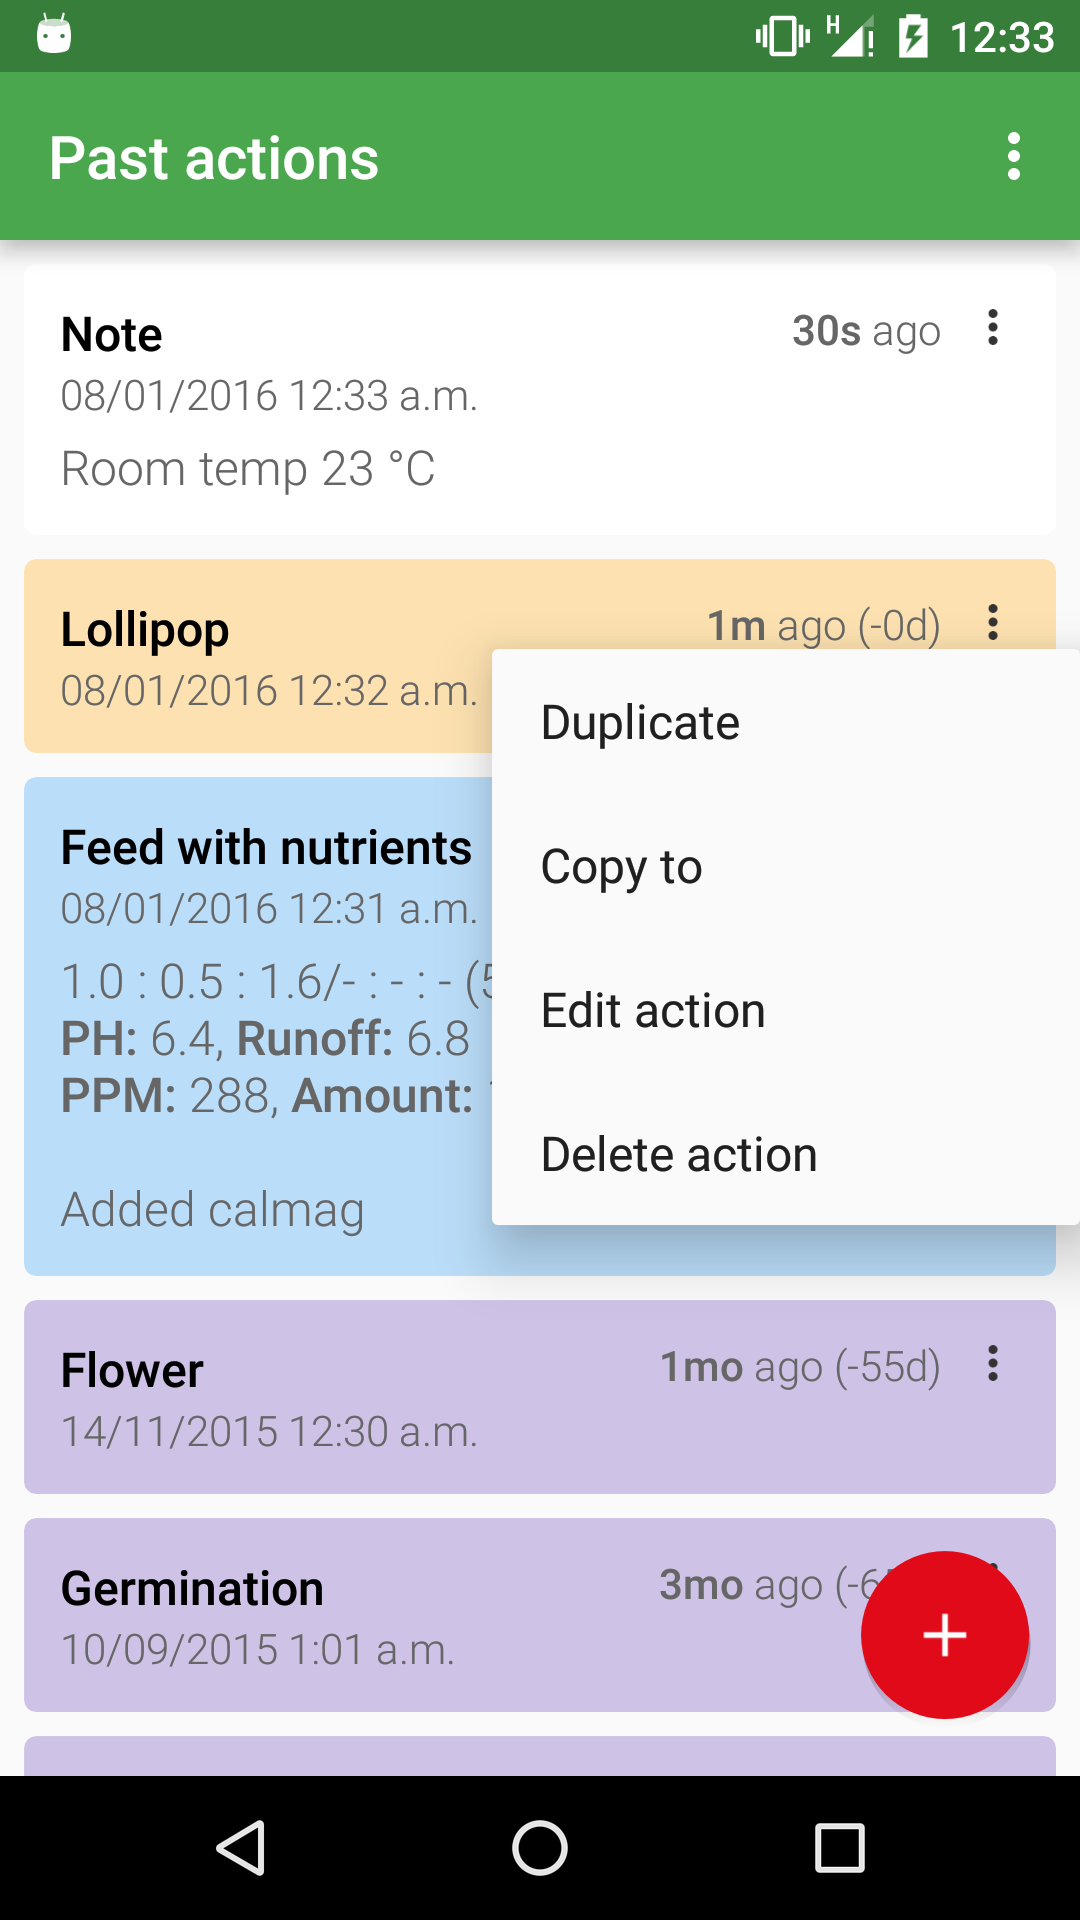 H 12:33
Past actions
Note 30s ago
08/01/2016 12:33 a.m.
Room temp 23 °C
Lollipop 1m ago (-0d)
08/01/2016 12:32 a.m.
Duplicate
Copy to
Edit action
Delete action
Feed with nutrients
08/01/2016 12:31 a.m.
1.0 : 0.5 : 1.6/- : - : - (
PH: 6.4, Runoff: 6.8
PPM: 288, Amount:
Added calmag
Flower 1mo ago (-55d)
14/11/2015 12:30 a.m.
Germination 3mo ago (-6
10/09/2015 1:01 a.m.